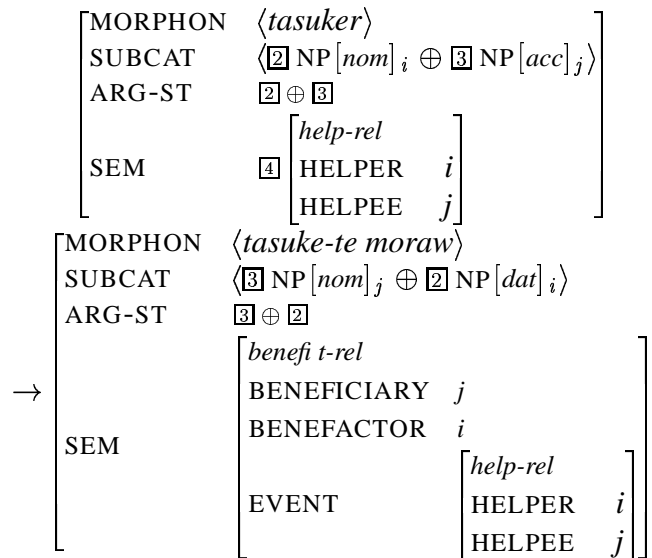 MORPHON ⟨tasuker⟩
SUBCAT ⟨[2] NP[nom] i ⊕ [3] NP[acc] j⟩
ARG-ST [2] ⊕ [3]
help-rel
SEM [4] HELPER i
HELPEE j
MORPHON ⟨tasuke-te moraw⟩
SUBCAT ⟨[3] NP[nom] j ⊕ [2] NP[dat] i⟩
ARG-ST [3] ⊕ [2]
benefi t-rel
BENEFICIARY j
BENEFACTOR i
→ SEM
help-rel
EVENT HELPER i
HELPEE j